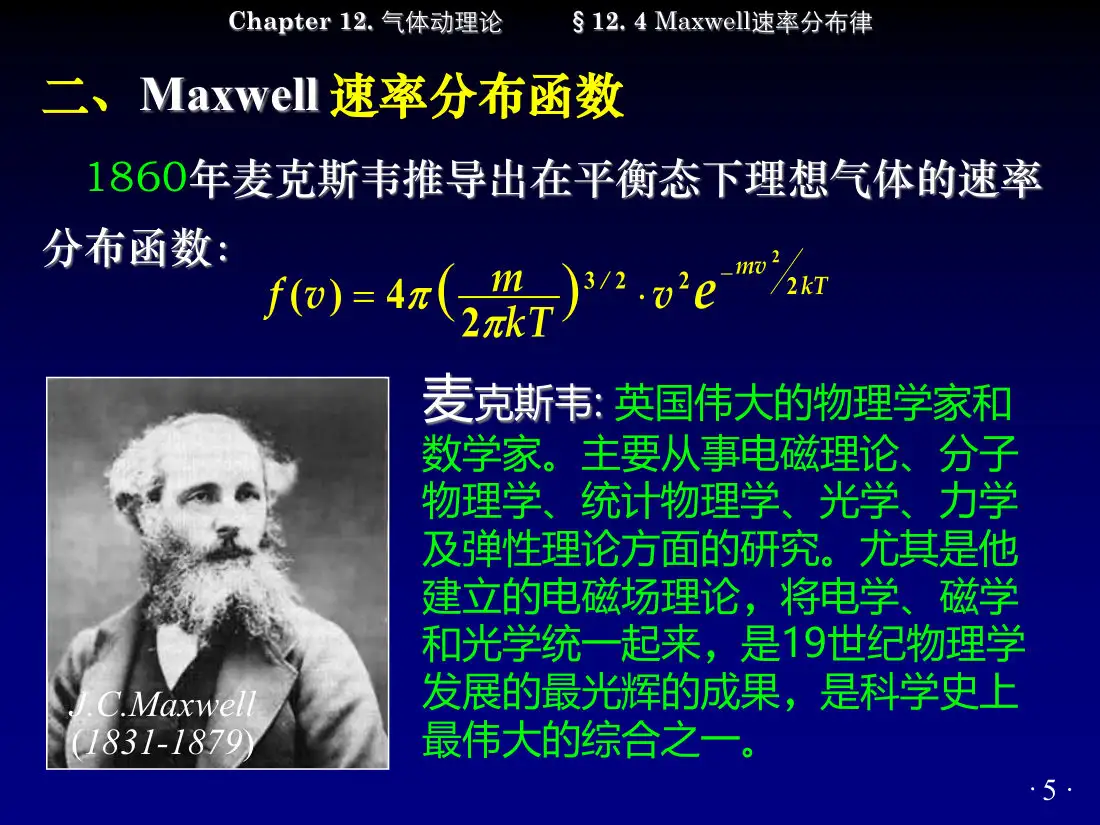 Chapter 12. 气体动理论 §12. 4 Maxwell速率分布律
二、Maxwell 速率分布函数
1860年麦克斯韦推导出在平衡态下理想气体的速率
分布函数:
f(v) = 4π(m/2πkT)^{3/2} · v^2 e^{-mv^2/2kT}
麦克斯韦: 英国伟大的物理学家和
数学家。主要从事电磁理论、分子
物理学、统计物理学、光学、力学
及弹性理论方面的研究。尤其是他
建立的电磁场理论，将电学、磁学
和光学统一起来，是19世纪物理学
发展的最光辉的成果，是科学史上
最伟大的综合之一。
J.C.Maxwell
(1831-1879)
· 5 ·